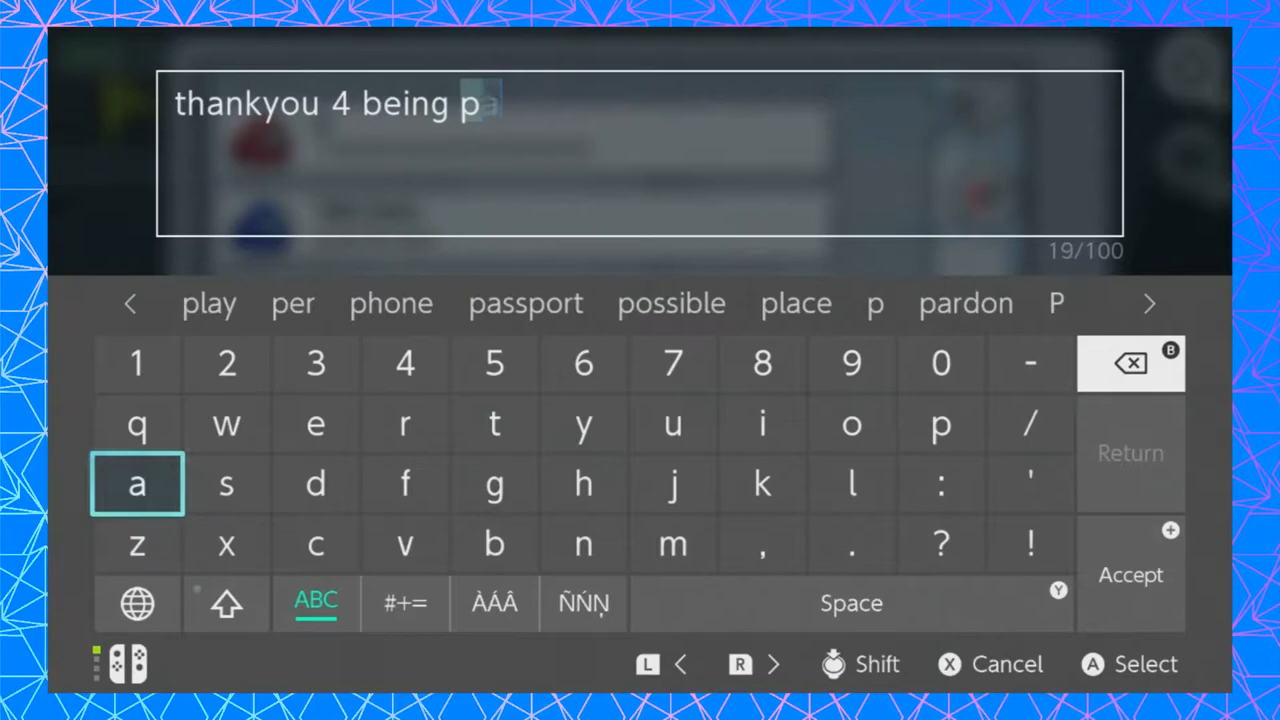 thankyou 4 being pa
19/100
play per phone passport possible place p pardon P
1 2 3 4 5 6 7 8 9 0 - B
q w e r t y u i o p /
Return
a s d f g h j k l : '
z x c v b n m , . ? ! +
Accept
ABC #+= ÀÁÂ ÑŃŅ Space Y
L R Shift X Cancel A Select